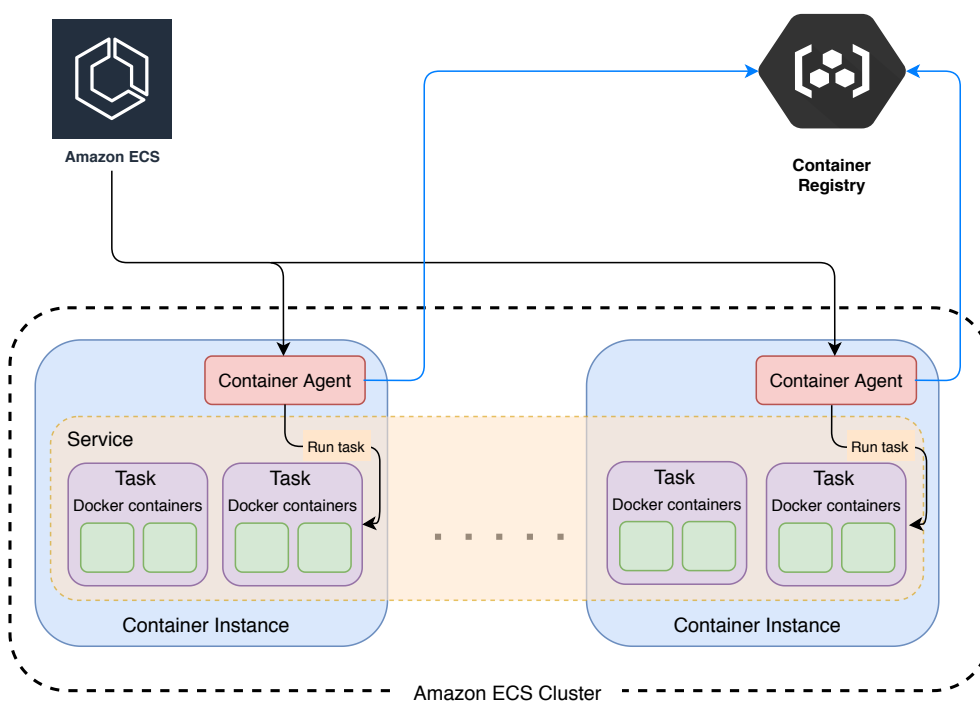 Amazon ECS
Container
Registry
Container Agent
Container Agent
Service
Run task
Run task
Task
Docker containers
Task
Docker containers
Task
Docker containers
Task
Docker containers
Container Instance
Container Instance
Amazon ECS Cluster